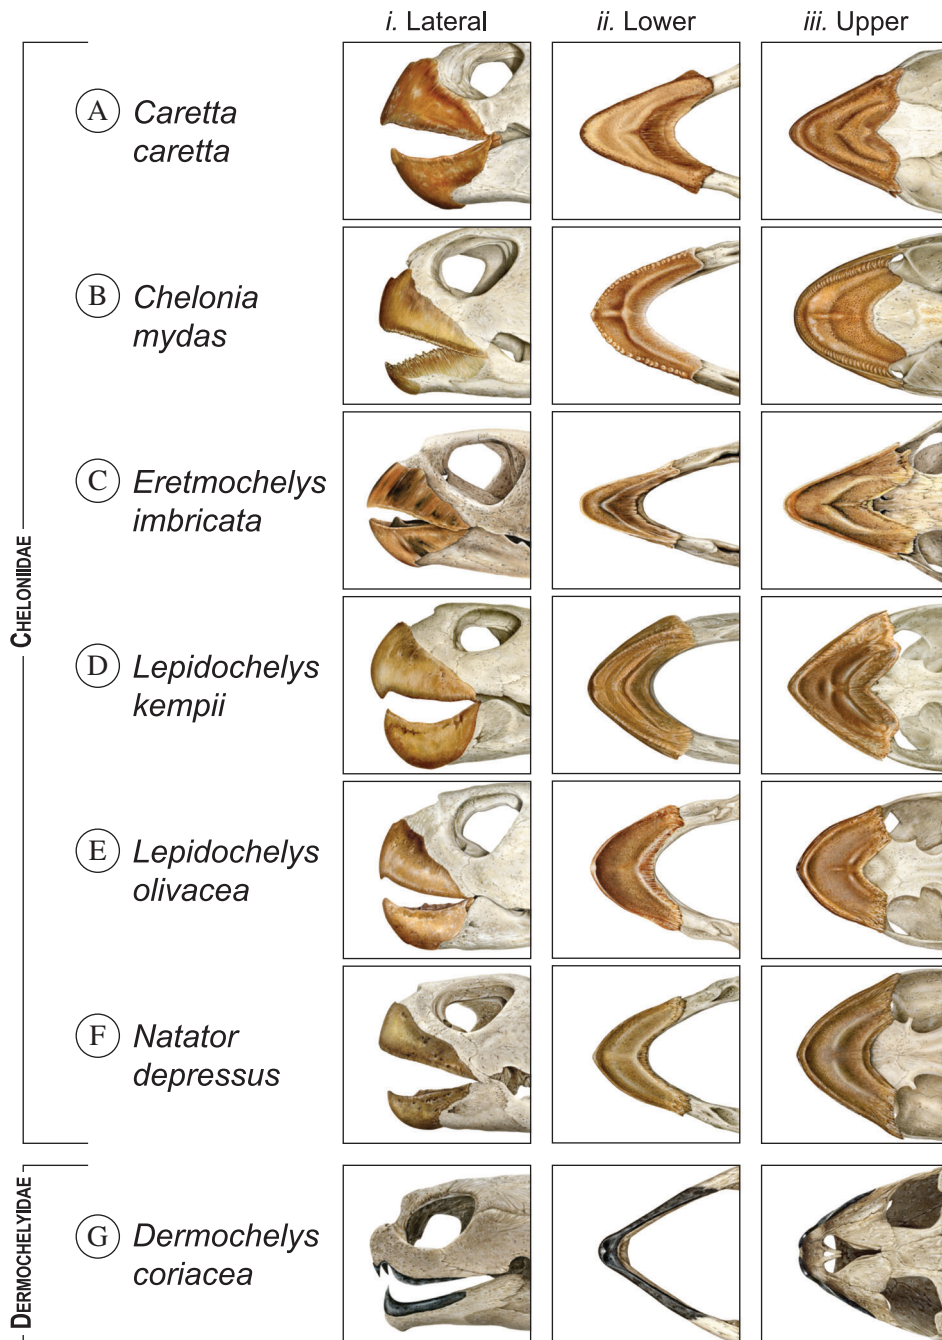 i. Lateral
ii. Lower
iii. Upper
CHELONIIDAE
A Caretta
caretta
B Chelonia
mydas
C Eretmochelys
imbricata
D Lepidochelys
kempii
E Lepidochelys
olivacea
F Natator
depressus
DERMOCHELYIDAE
G Dermochelys
coriacea